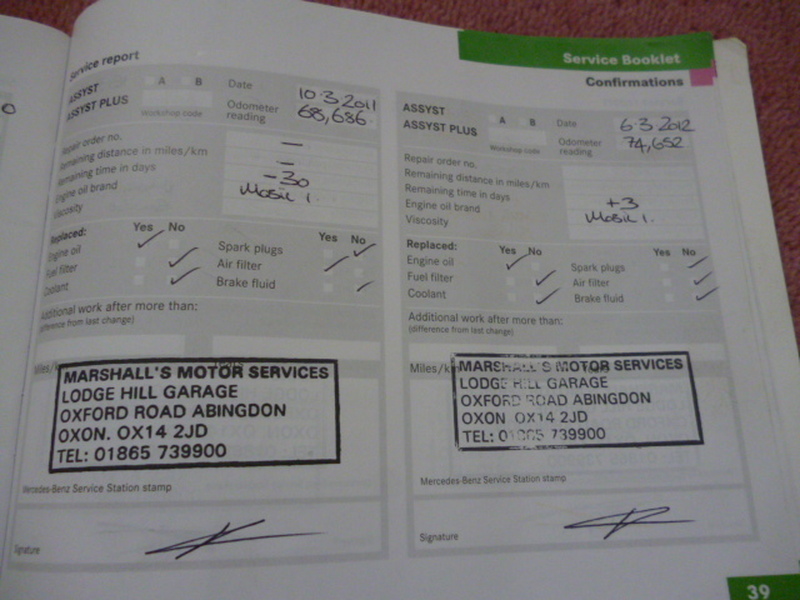 Service Booklet
Confirmations
Service report
ASSYST
ASSYST PLUS
A B
Workshop code
Date 10.3.2011
Odometer reading 68,686
Repair order no. –
Remaining distance in miles/km –
Remaining time in days -30
Engine oil brand Mobil 1.
Viscosity
Replaced: Yes No Yes No
Engine oil ✓ Spark plugs ✓
Fuel filter ✓ Air filter ✓
Coolant ✓ Brake fluid ✓
Additional work after more than:
(difference from last change)
Miles/
MARSHALL'S MOTOR SERVICES
LODGE HILL GARAGE
OXFORD ROAD ABINGDON
OXON. OX14 2JD
TEL: 01865 739900
Mercedes-Benz Service Station stamp
Signature
ASSYST
ASSYST PLUS
A B
Workshop code
Date 6.3.2012
Odometer reading 74,652
Repair order no.
Remaining distance in miles/km
Remaining time in days +3
Engine oil brand Mobil 1.
Viscosity
Replaced: Yes No Yes No
Engine oil ✓ Spark plugs ✓
Fuel filter ✓ Air filter ✓
Coolant ✓ Brake fluid ✓
Additional work after more than:
(difference from last change)
Miles/k
MARSHALL'S MOTOR SERVICES
LODGE HILL GARAGE
OXFORD ROAD ABINGDON
OXON OX14 2JD
TEL: 01865 739900
Mercedes-Benz Service Station stamp
Signature
39